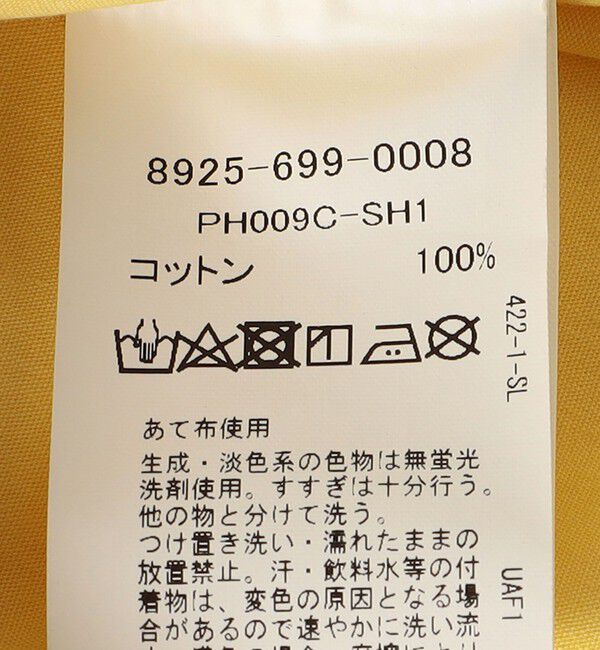 8925-699-0008
PH009C-SH1
コットン 100%
422-1-SL
あて布使用
生成・淡色系の色物は無蛍光
洗剤使用。すすぎは十分行う。
他の物と分けて洗う。
つけ置き洗い・濡れたままの
放置禁止。汗・飲料水等の付
着物は、変色の原因となる場
合があるので速やかに洗い流
UAF1